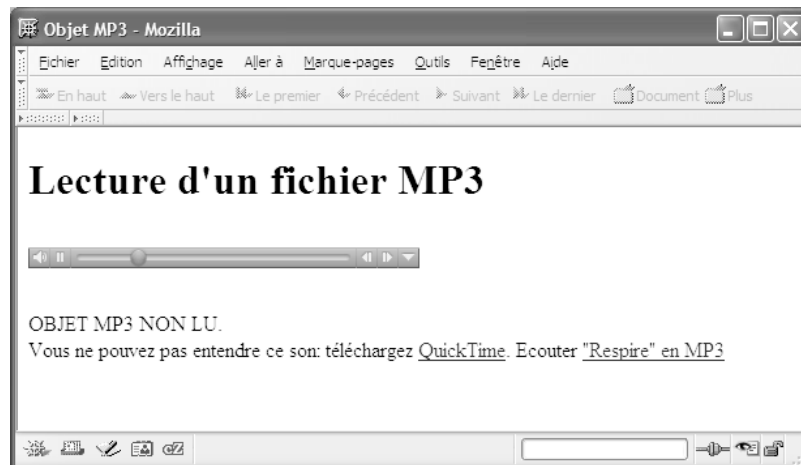 Objet MP3 - Mozilla
Fichier Edition Affichage Aller à Marque-pages Outils Fenêtre Aide
En haut Vers le haut Le premier Précédent Suivant Le dernier Document Plus
Lecture d'un fichier MP3
OBJET MP3 NON LU.
Vous ne pouvez pas entendre ce son: téléchargez QuickTime. Ecouter "Respire" en MP3